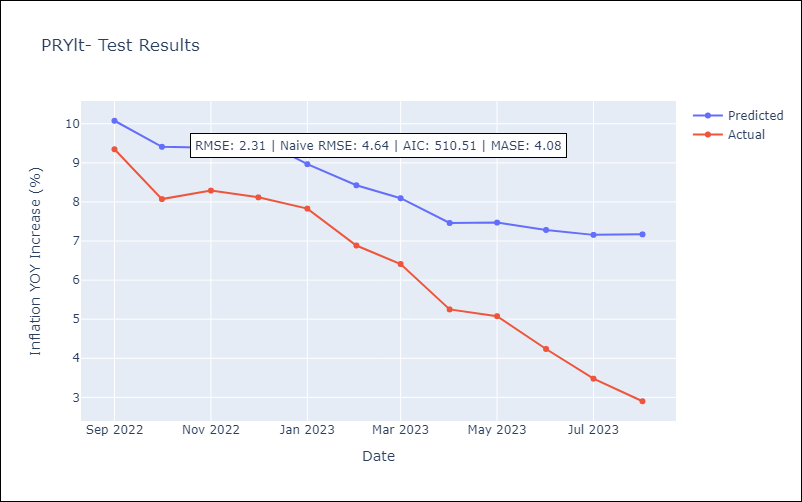 PRYlt- Test Results
Predicted
Actual
RMSE: 2.31 | Naive RMSE: 4.64 | AIC: 510.51 | MASE: 4.08
Inflation YOY Increase (%)
10
9
8
7
6
5
4
3
Sep 2022 Nov 2022 Jan 2023 Mar 2023 May 2023 Jul 2023
Date